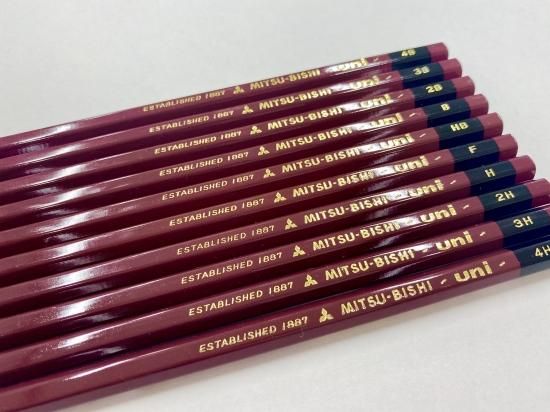 ESTABLISHED 1887 MITSU-BISHI uni 4B
ESTABLISHED 1887 MITSU-BISHI uni 3B
ESTABLISHED 1887 MITSU-BISHI uni 2B
ESTABLISHED 1887 MITSU-BISHI uni B
ESTABLISHED 1887 MITSU-BISHI uni HB
ESTABLISHED 1887 MITSU-BISHI uni F
ESTABLISHED 1887 MITSU-BISHI uni H
ESTABLISHED 1887 MITSU-BISHI uni 2H
ESTABLISHED 1887 MITSU-BISHI uni 3H
ESTABLISHED 1887 MITSU-BISHI uni 4H